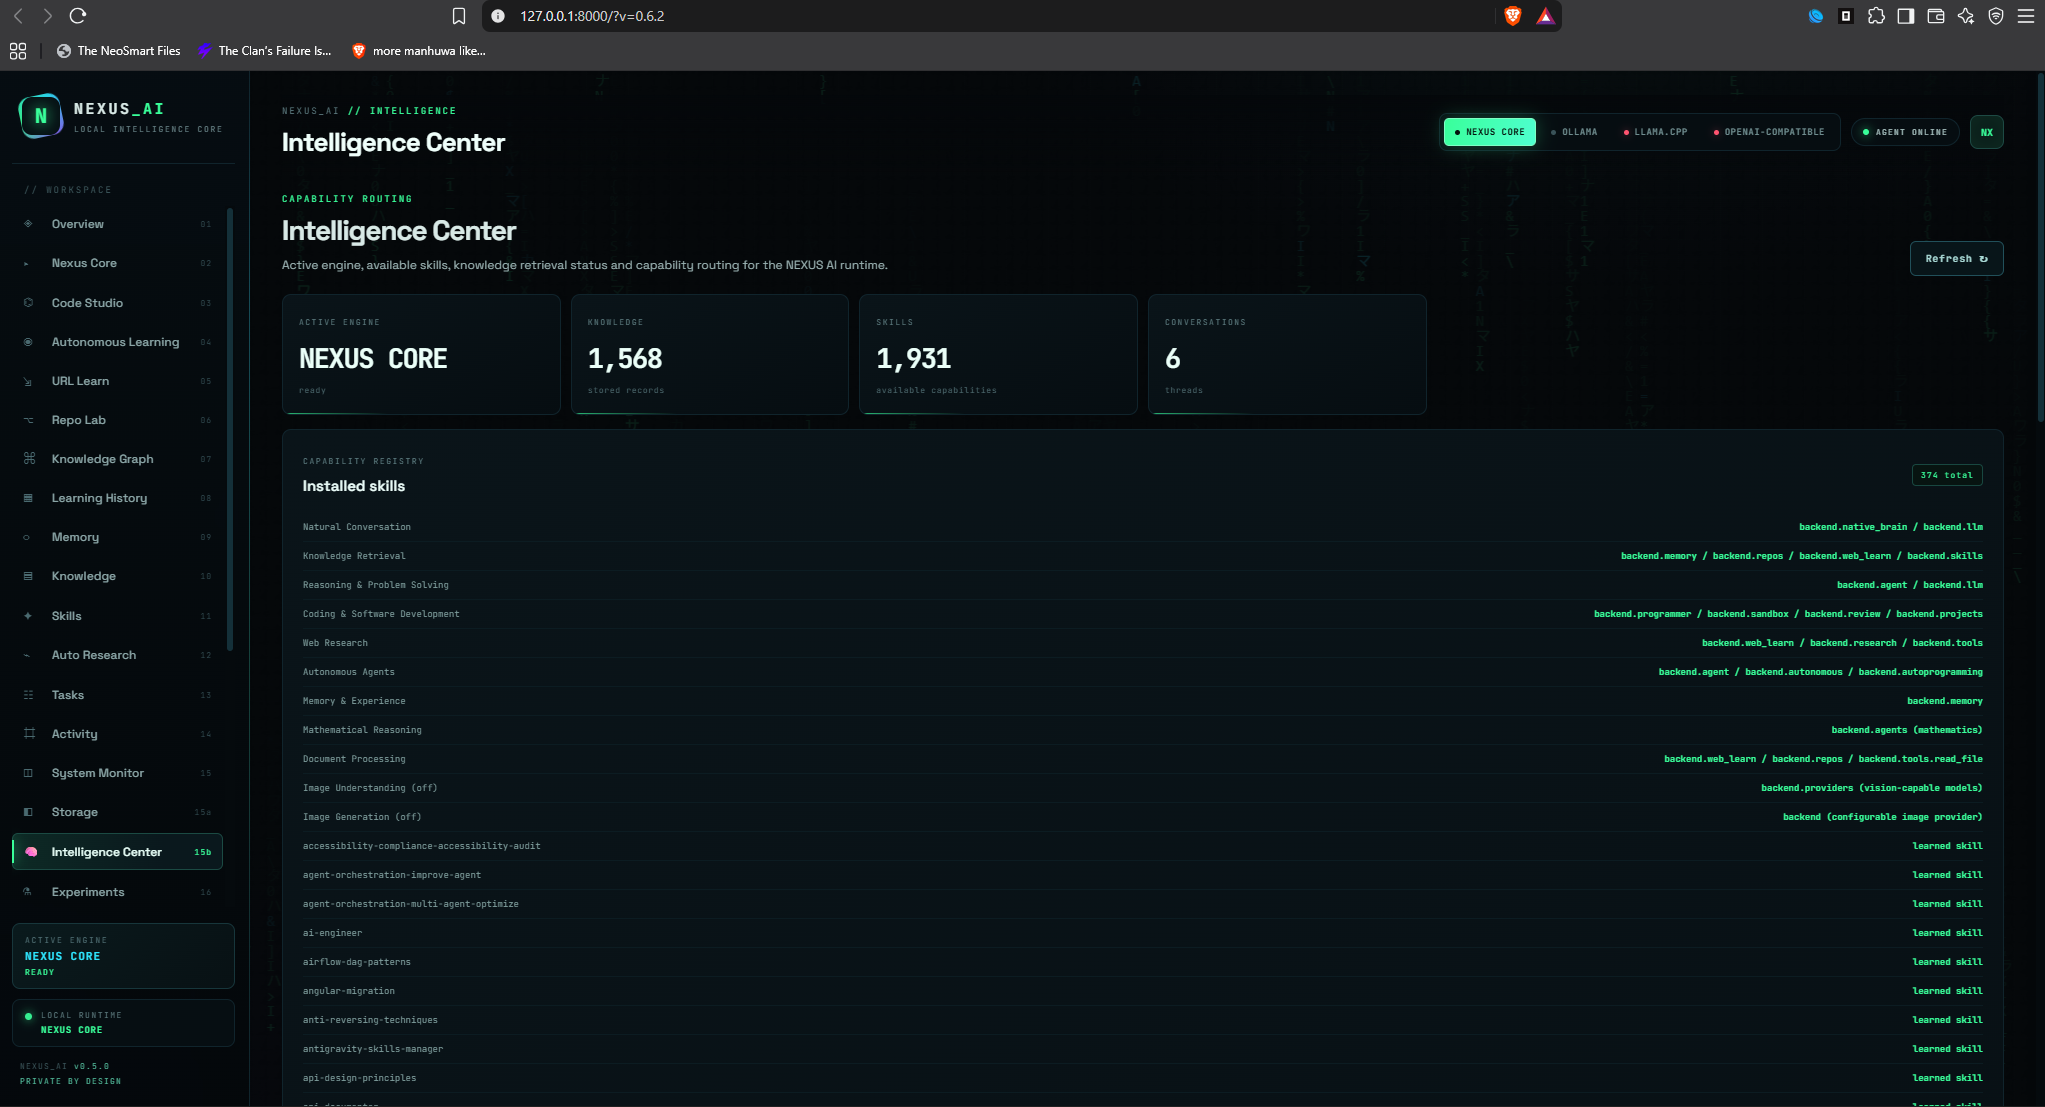 127.0.0.1:8000/?v=0.6.2
The NeoSmart Files
The Clan's Failure Is...
more manhuwa like...
N
NEXUS_AI
LOCAL INTELLIGENCE CORE
// WORKSPACE
Overview 01
Nexus Core 02
Code Studio 03
Autonomous Learning 04
URL Learn 05
Repo Lab 06
Knowledge Graph 07
Learning History 08
Memory 09
Knowledge 10
Skills 11
Auto Research 12
Tasks 13
Activity 14
System Monitor 15
Storage 15a
Intelligence Center 15b
Experiments 16
ACTIVE ENGINE
NEXUS CORE
READY
LOCAL RUNTIME
NEXUS CORE
NEXUS_AI v0.5.0
PRIVATE BY DESIGN
NEXUS_AI // INTELLIGENCE
Intelligence Center
NEXUS CORE
OLLAMA
LLAMA.CPP
OPENAI-COMPATIBLE
AGENT ONLINE
NX
CAPABILITY ROUTING
Intelligence Center
Active engine, available skills, knowledge retrieval status and capability routing for the NEXUS AI runtime.
Refresh ↻
ACTIVE ENGINE
NEXUS CORE
ready
KNOWLEDGE
1,568
stored records
SKILLS
1,931
available capabilities
CONVERSATIONS
6
threads
CAPABILITY REGISTRY
Installed skills
374 total
Natural Conversation backend.native_brain / backend.llm
Knowledge Retrieval backend.memory / backend.repos / backend.web_learn / backend.skills
Reasoning & Problem Solving backend.agent / backend.llm
Coding & Software Development backend.programmer / backend.sandbox / backend.review / backend.projects
Web Research backend.web_learn / backend.research / backend.tools
Autonomous Agents backend.agent / backend.autonomous / backend.autoprogramming
Memory & Experience backend.memory
Mathematical Reasoning backend.agents (mathematics)
Document Processing backend.web_learn / backend.repos / backend.tools.read_file
Image Understanding (off) backend.providers (vision-capable models)
Image Generation (off) backend (configurable image provider)
accessibility-compliance-accessibility-audit learned skill
agent-orchestration-improve-agent learned skill
agent-orchestration-multi-agent-optimize learned skill
ai-engineer learned skill
airflow-dag-patterns learned skill
angular-migration learned skill
anti-reversing-techniques learned skill
antigravity-skills-manager learned skill
api-design-principles learned skill